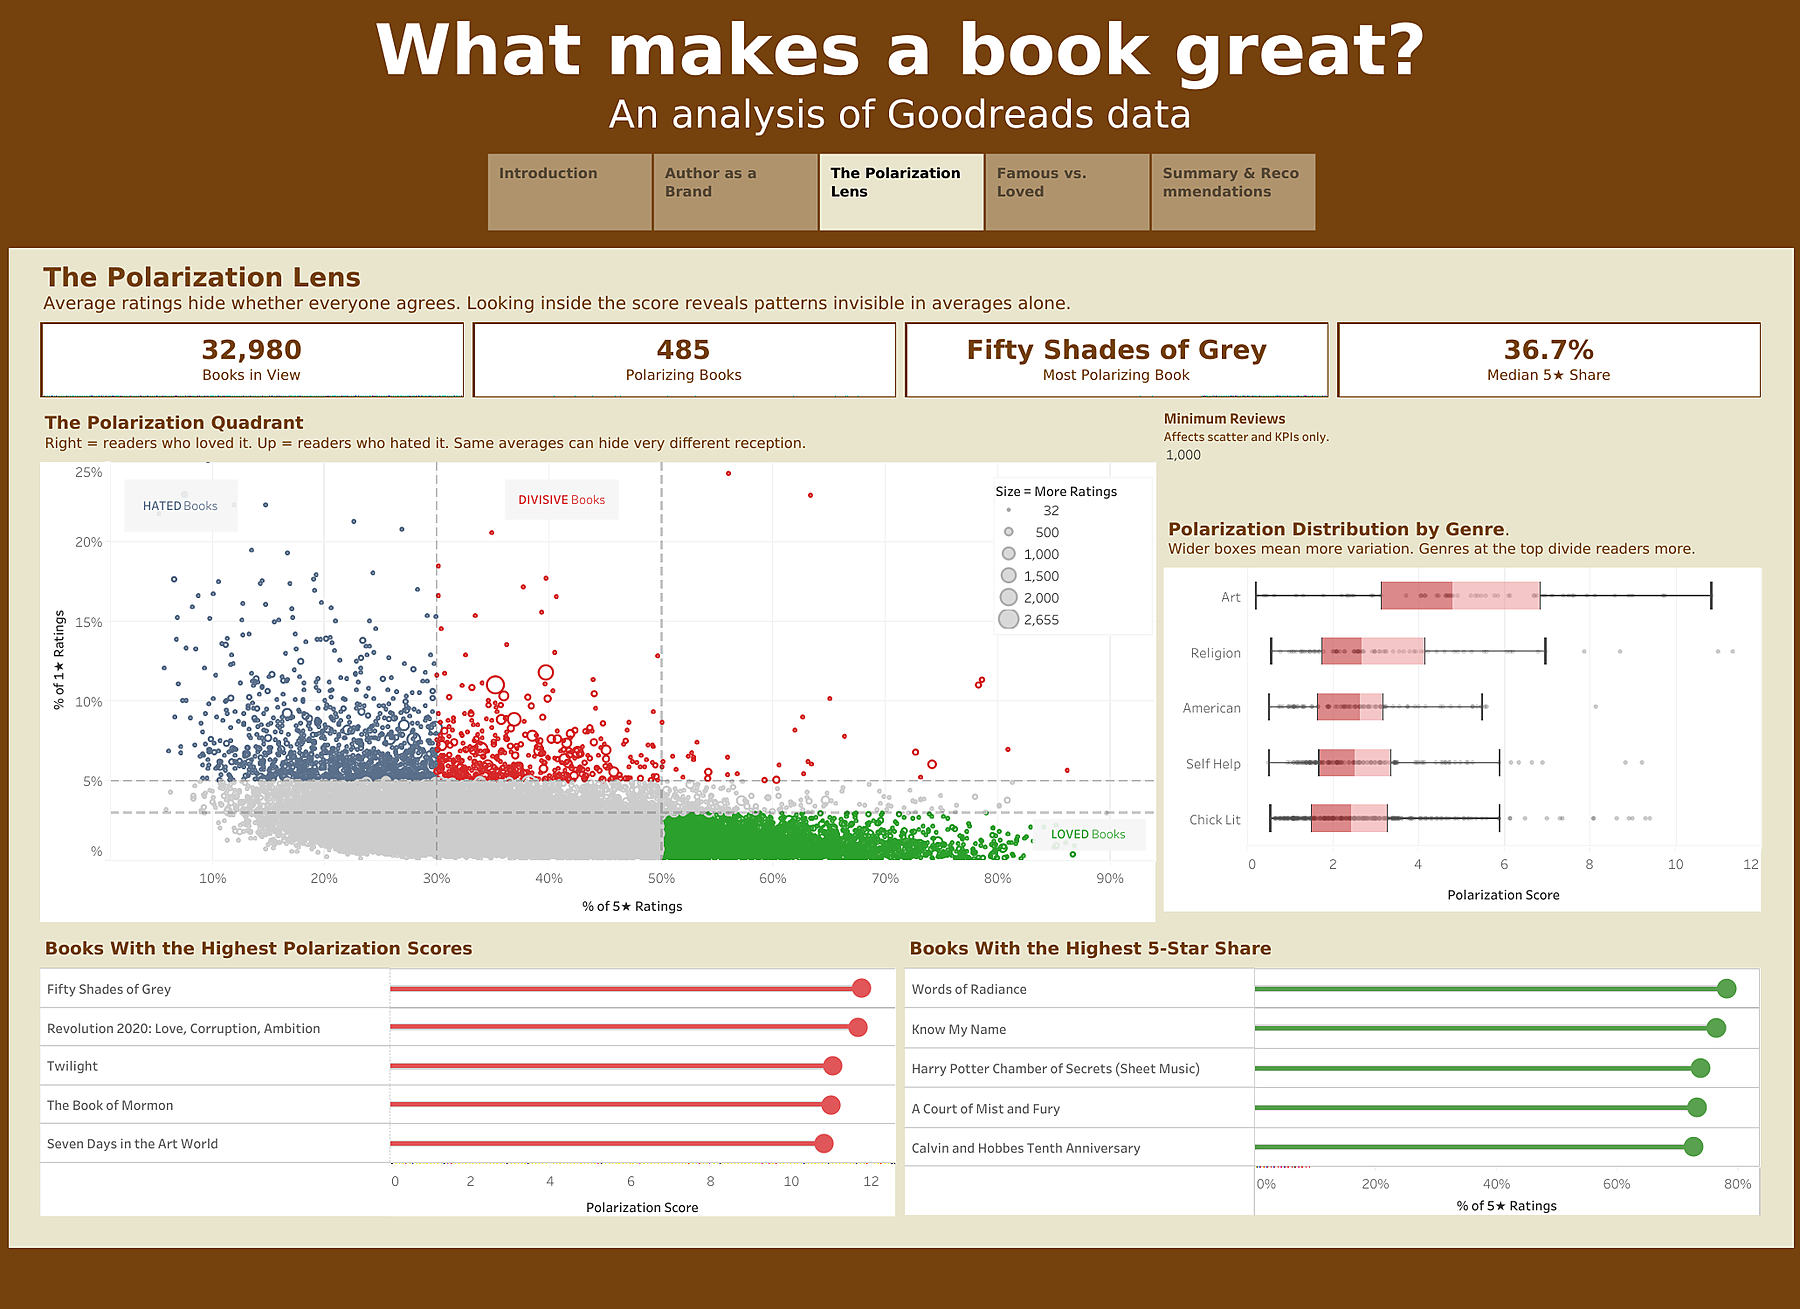 What makes a book great?
An analysis of Goodreads data
Introduction
Author as a
Brand
The Polarization
Lens
Famous vs.
Loved
Summary & Reco
mmendations
The Polarization Lens
Average ratings hide whether everyone agrees. Looking inside the score reveals patterns invisible in averages alone.
32,980
Books in View
485
Polarizing Books
Fifty Shades of Grey
Most Polarizing Book
36.7%
Median 5★ Share
The Polarization Quadrant
Right = readers who loved it. Up = readers who hated it. Same averages can hide very different reception.
Minimum Reviews
Affects scatter and KPIs only.
1,000
25%
20%
15%
10%
5%
%
% of 1★ Ratings
HATED Books
DIVISIVE Books
LOVED Books
Size = More Ratings
32
500
1,000
1,500
2,000
2,655
10%
20%
30%
40%
50%
60%
70%
80%
90%
% of 5★ Ratings
Polarization Distribution by Genre.
Wider boxes mean more variation. Genres at the top divide readers more.
Art
Religion
American
Self Help
Chick Lit
0
2
4
6
8
10
12
Polarization Score
Books With the Highest Polarization Scores
Fifty Shades of Grey
Revolution 2020: Love, Corruption, Ambition
Twilight
The Book of Mormon
Seven Days in the Art World
0
2
4
6
8
10
12
Polarization Score
Books With the Highest 5-Star Share
Words of Radiance
Know My Name
Harry Potter Chamber of Secrets (Sheet Music)
A Court of Mist and Fury
Calvin and Hobbes Tenth Anniversary
0%
20%
40%
60%
80%
% of 5★ Ratings